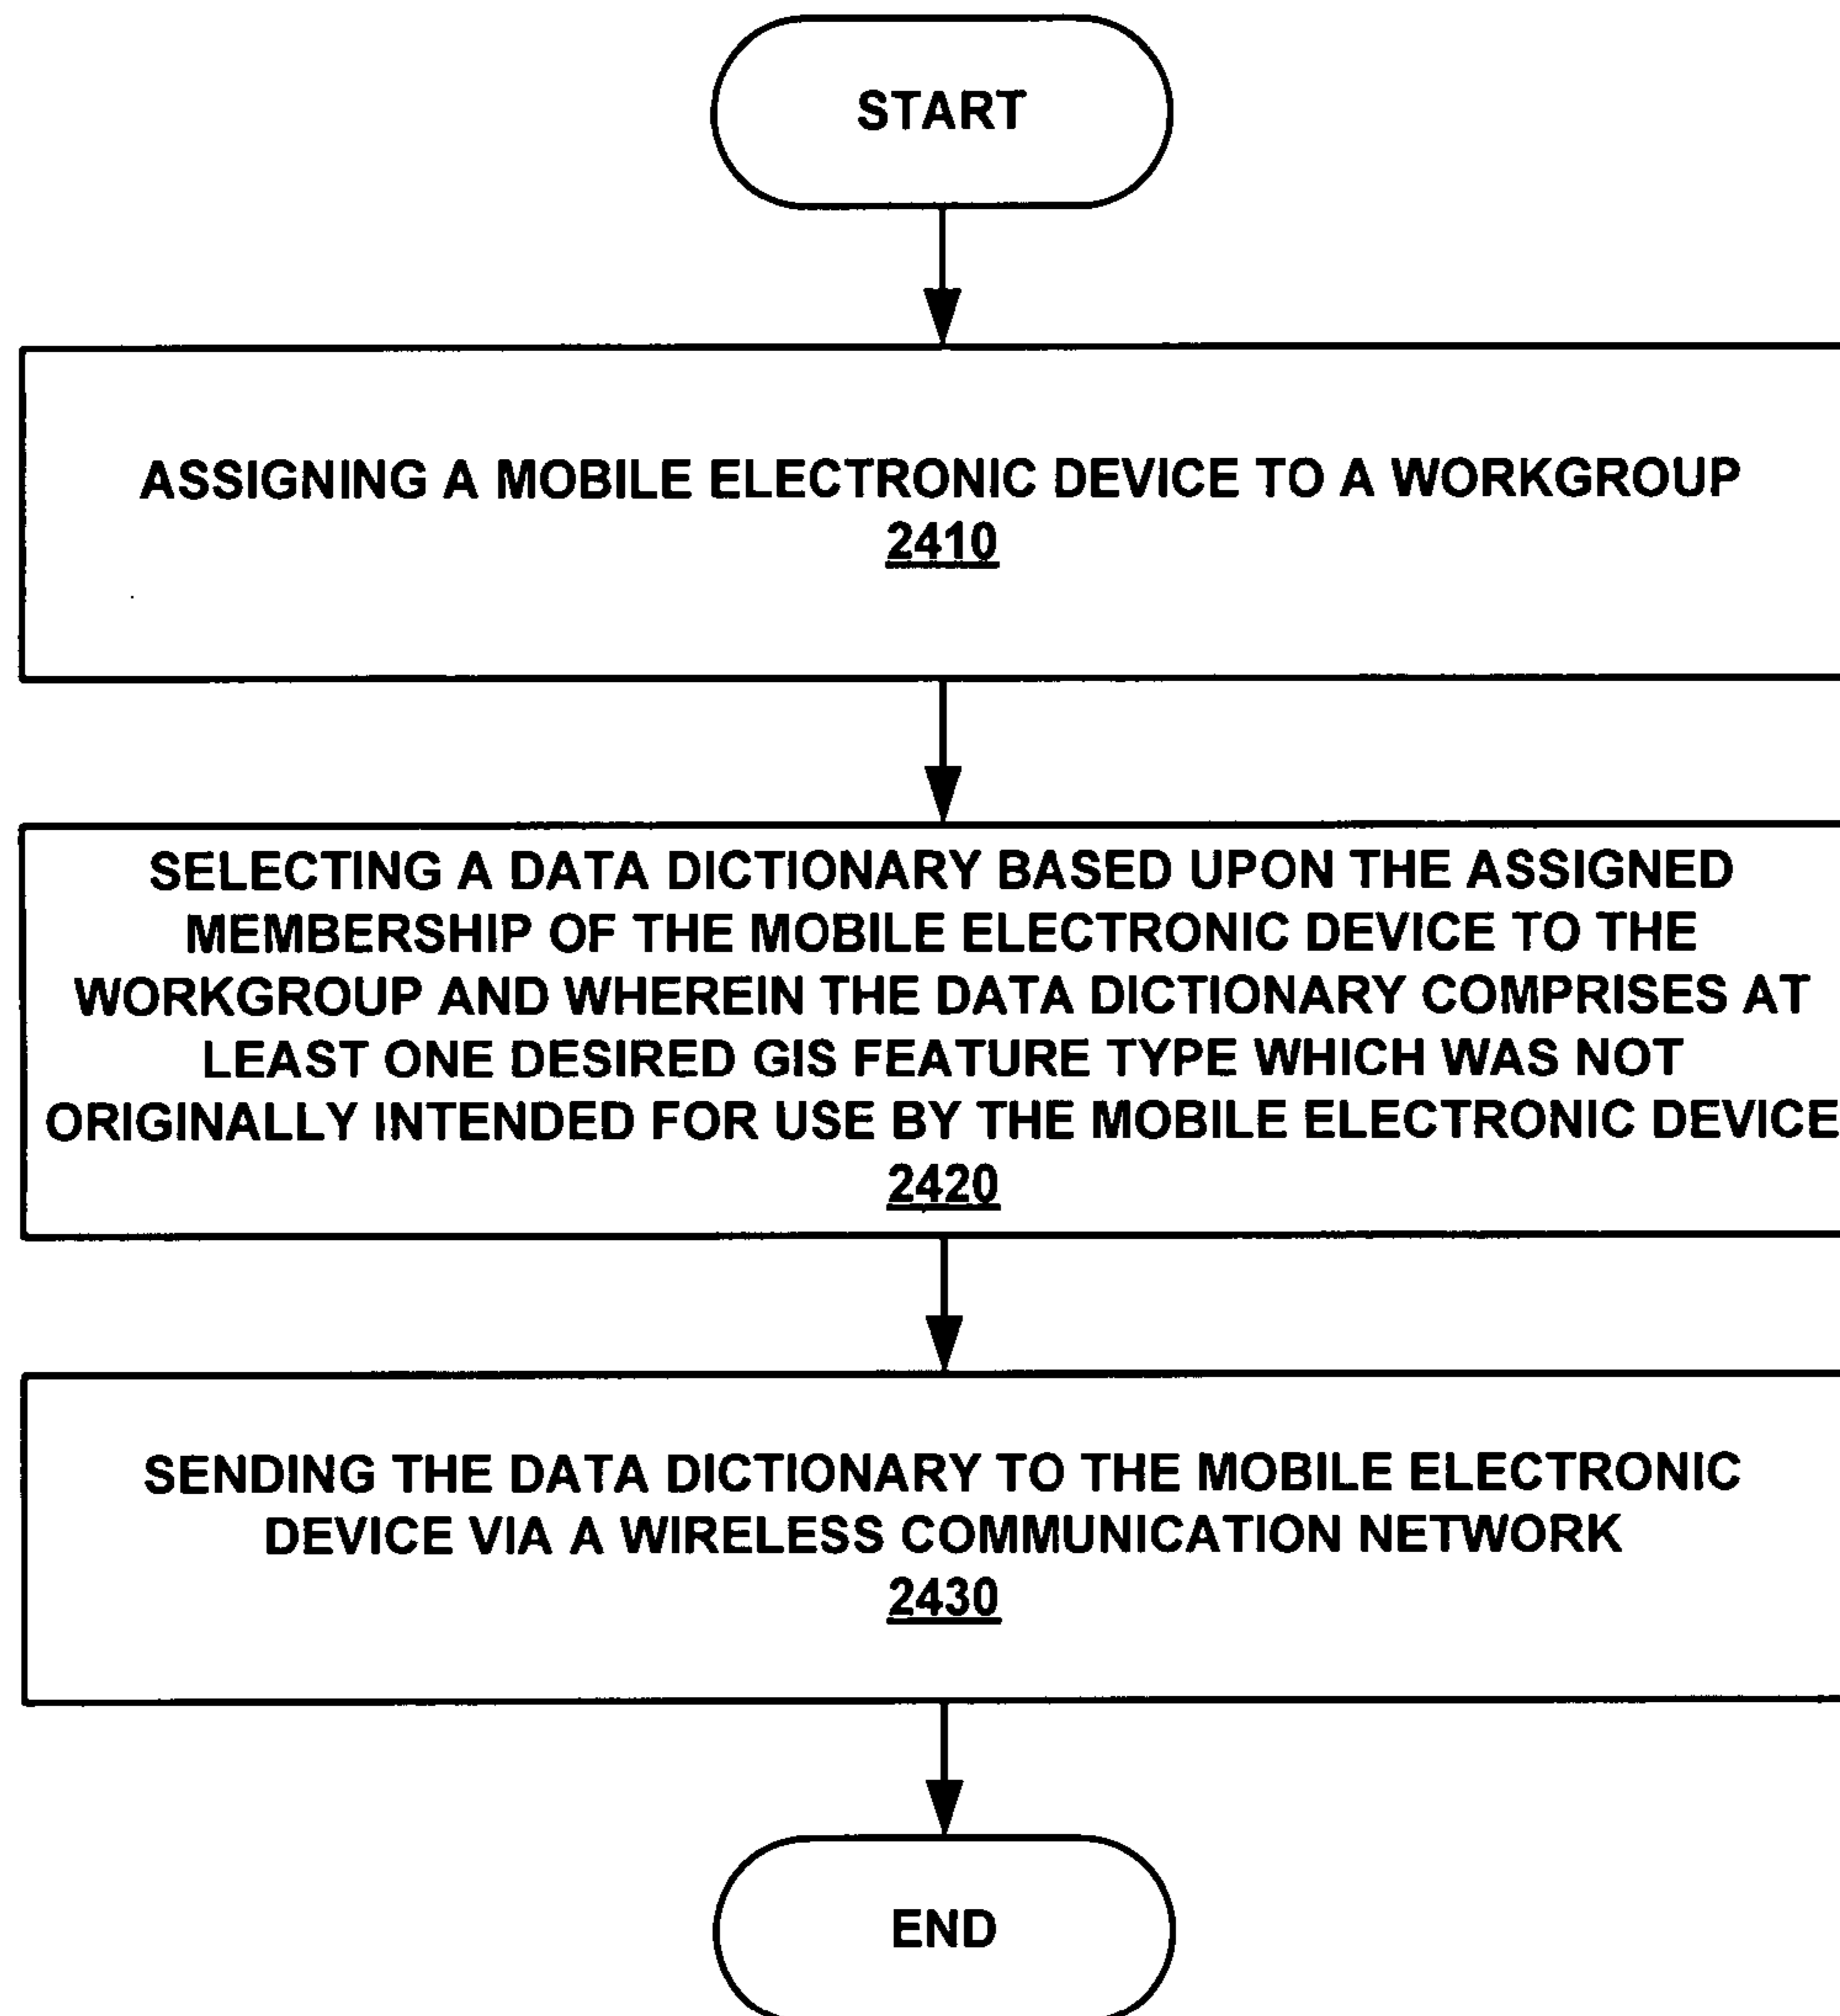 START
ASSIGNING A MOBILE ELECTRONIC DEVICE TO A WORKGROUP
2410
SELECTING A DATA DICTIONARY BASED UPON THE ASSIGNED
MEMBERSHIP OF THE MOBILE ELECTRONIC DEVICE TO THE
WORKGROUP AND WHEREIN THE DATA DICTIONARY COMPRISES AT
LEAST ONE DESIRED GIS FEATURE TYPE WHICH WAS NOT
ORIGINALLY INTENDED FOR USE BY THE MOBILE ELECTRONIC DEVICE
2420
SENDING THE DATA DICTIONARY TO THE MOBILE ELECTRONIC
DEVICE VIA A WIRELESS COMMUNICATION NETWORK
2430
END